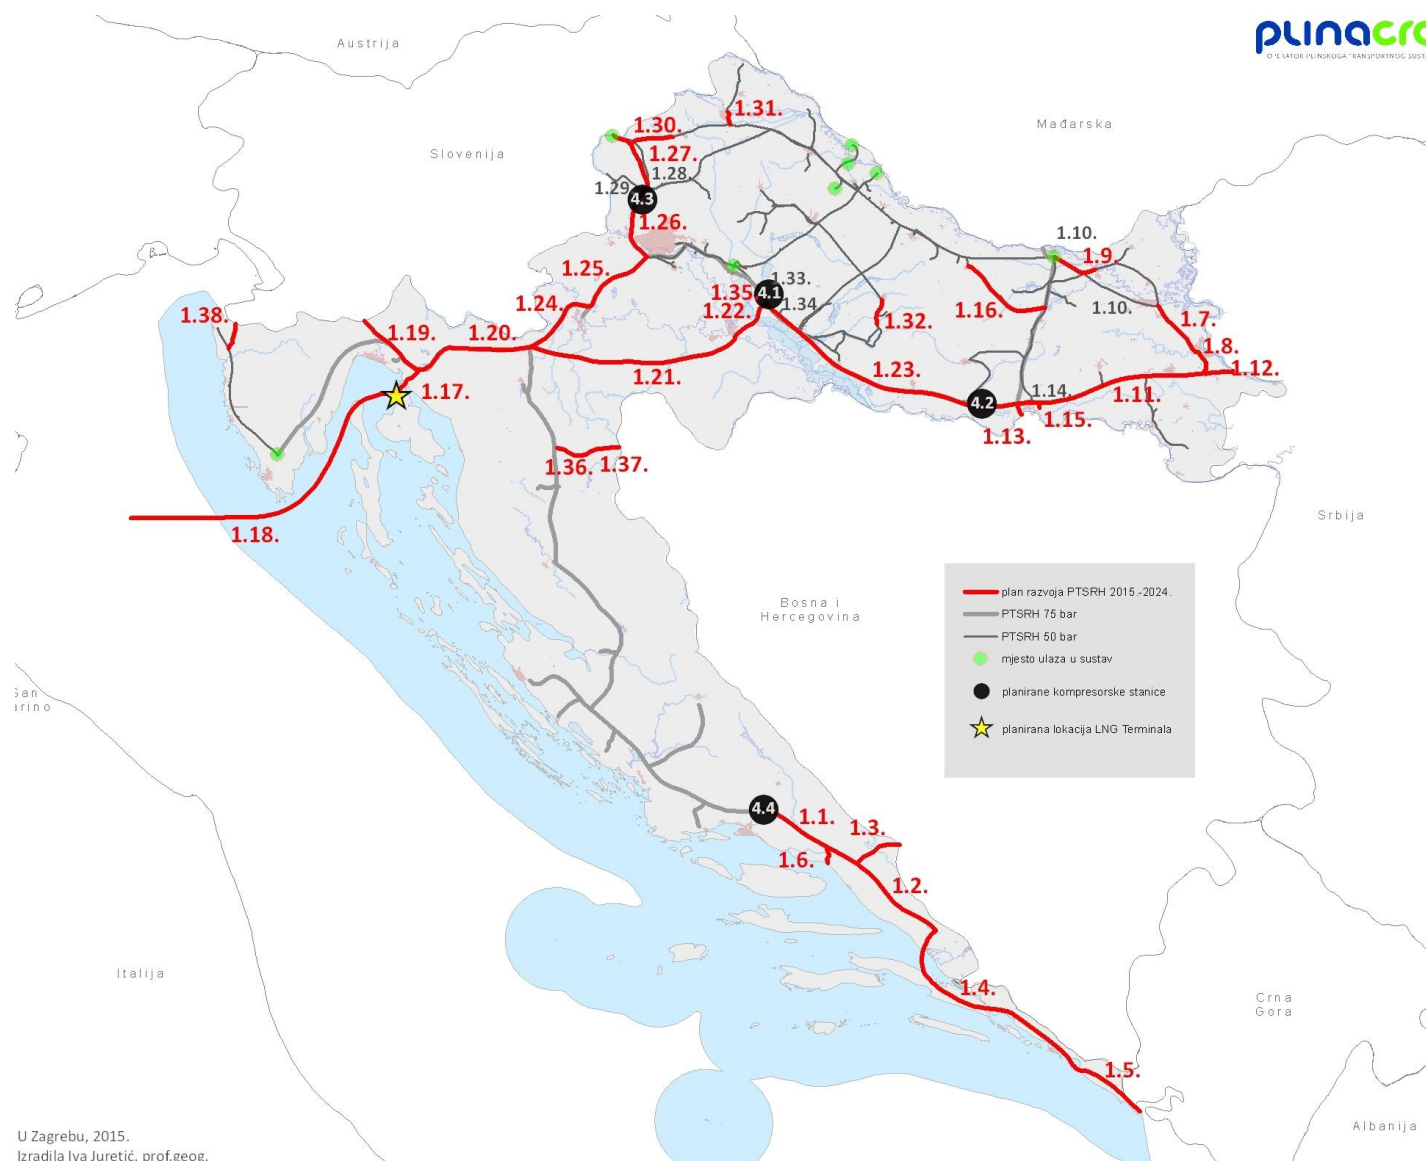 Austrija
plinacro
Mađarska
Slovenija
1.31.
1.30.
1.27.
1.28.
1.29
4.3
1.26.
1.25.
1.24.
1.33.
1.35
4.1
1.34
1.22.
1.10.
1.9.
1.16.
1.10.
1.7.
1.8.
1.12.
1.32.
1.38.
1.19.
1.20.
1.21.
1.23.
1.17.
4.2
1.14.
1.11.
1.13.
1.15.
1.36.
1.37.
1.18.
Srbija
Bosna i
Hercegovina
plan razvoja PTSRH 2015.-2024.
PTSRH 75 bar
PTSRH 50 bar
mjesto ulaza u sustav
planirane kompresorske stanice
planirana lokacija LNG Terminala
4.4
1.1.
1.3.
1.6.
1.2.
1.4.
1.5.
Italija
Crna
Gora
Albanija
U Zagrebu, 2015.
Izradila Iva Juretić, prof.geog.